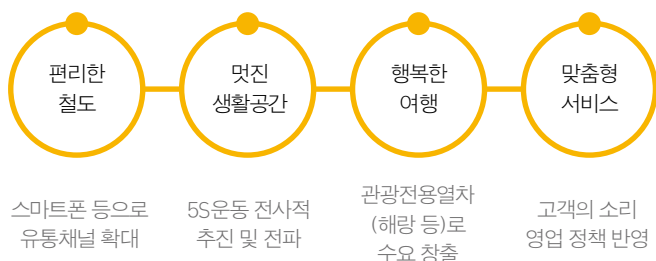 편리한
철도
멋진
생활공간
행복한
여행
맞춤형
서비스
스마트폰 등으로
유통채널 확대
5S운동 전사적
추진 및 전파
관광전용열차
(해랑 등)로
수요 창출
고객의 소리
영업 정책 반영